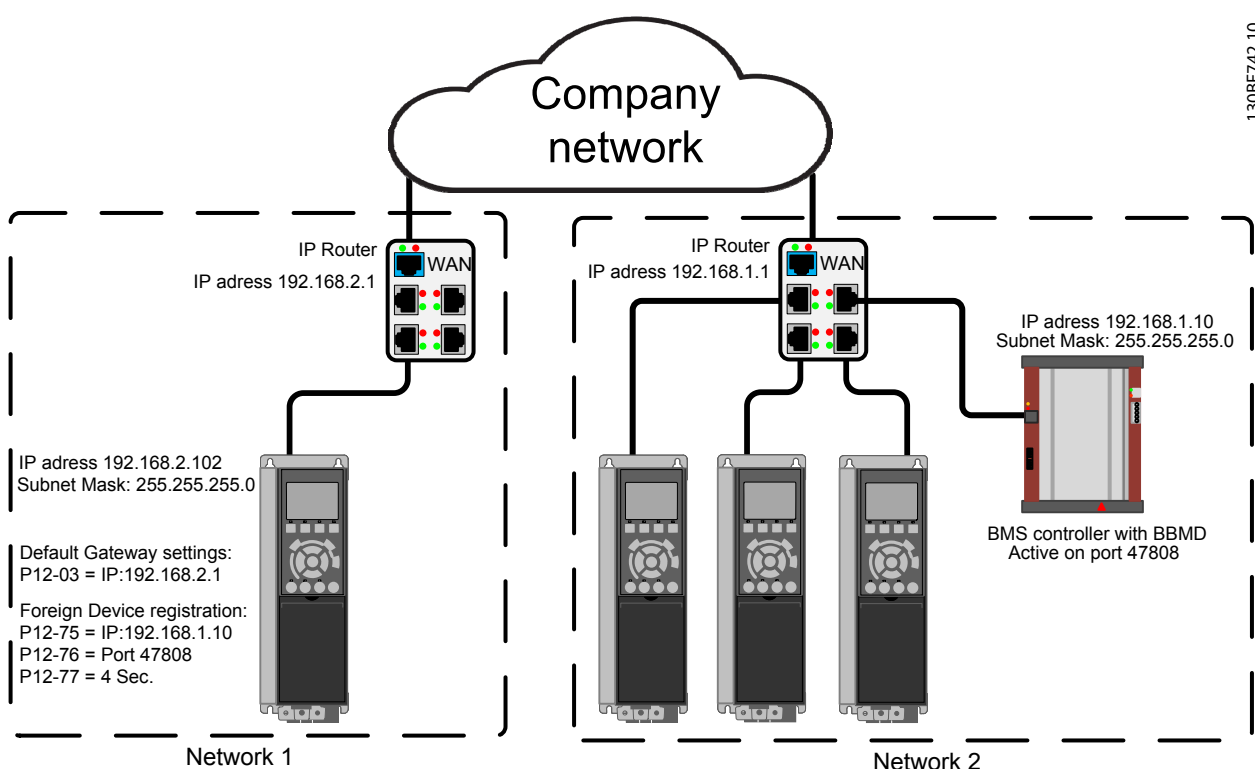 Company
network
130BE742.10
IP Router
WAN
IP adress 192.168.2.1
IP adress 192.168.2.102
Subnet Mask: 255.255.255.0
Default Gateway settings:
P12-03 = IP:192.168.2.1
Foreign Device registration:
P12-75 = IP:192.168.1.10
P12-76 = Port 47808
P12-77 = 4 Sec.
Network 1
IP Router
WAN
IP adress 192.168.1.1
IP adress 192.168.1.10
Subnet Mask: 255.255.255.0
BMS controller with BBMD
Active on port 47808
Network 2